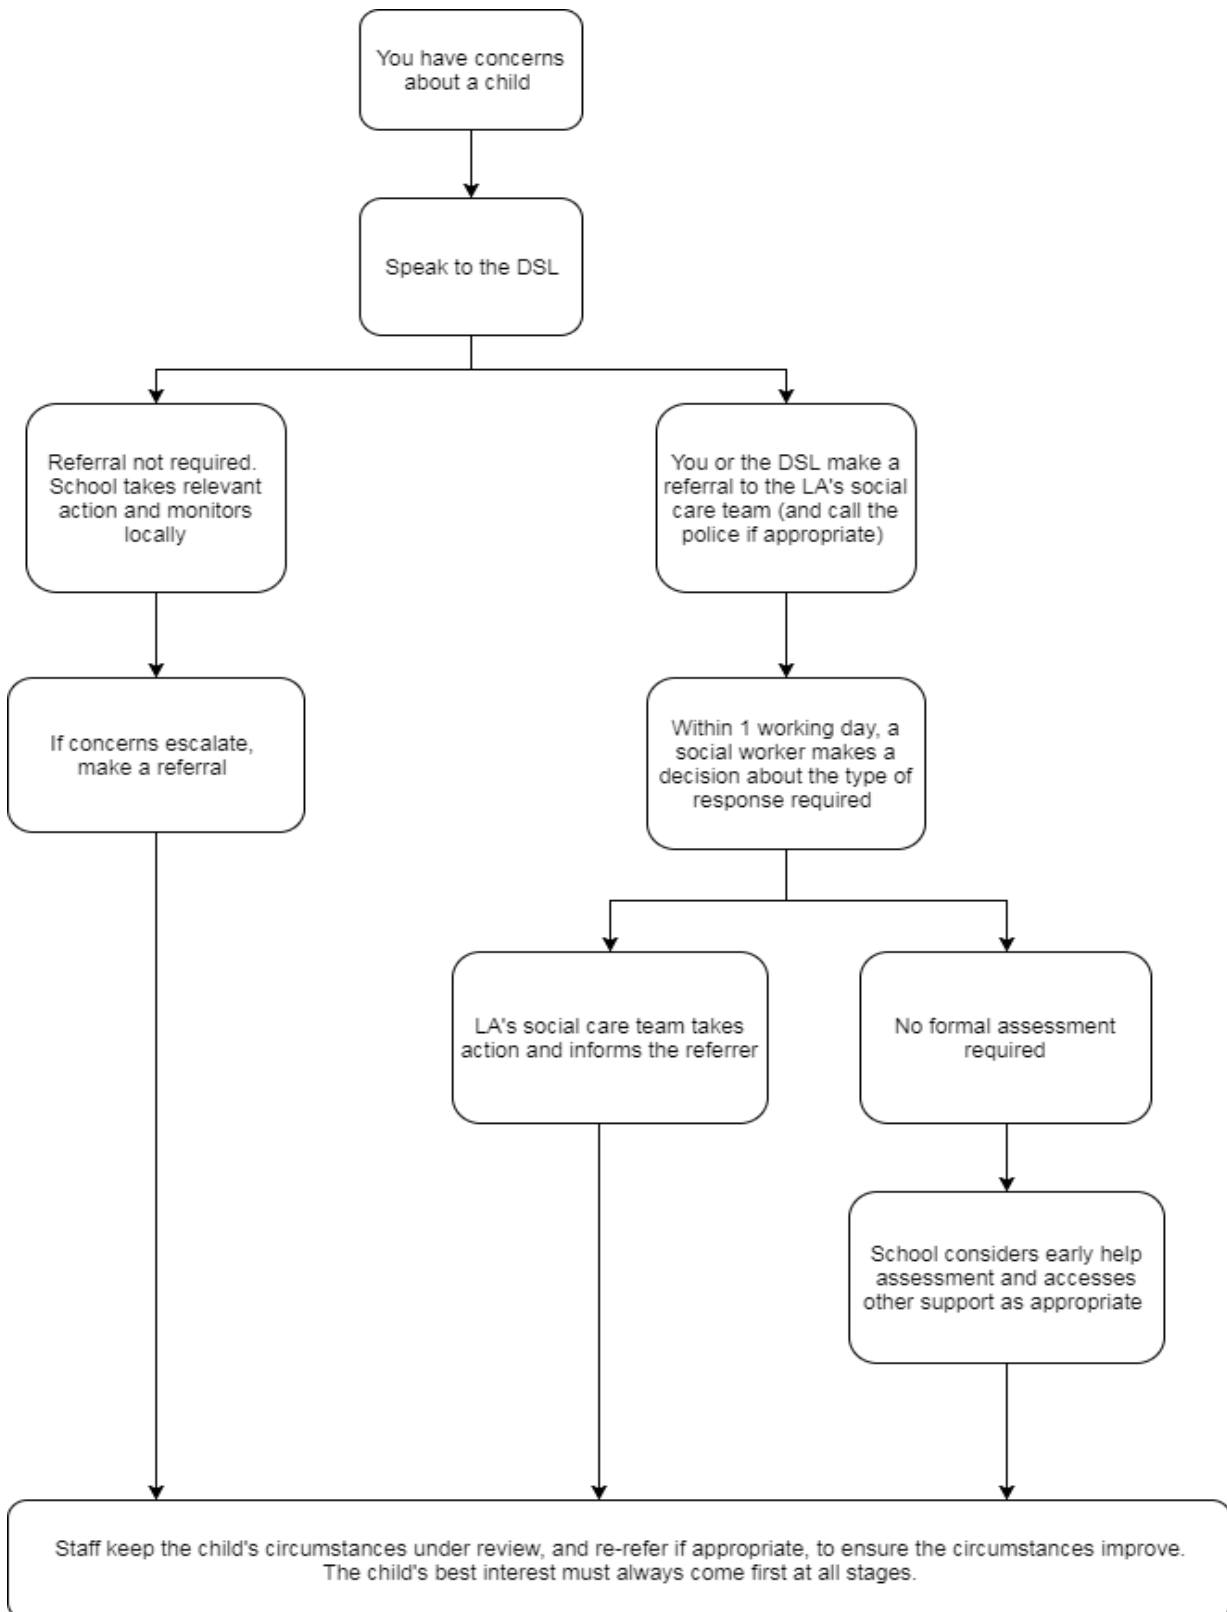 You have concerns
about a child
Speak to the DSL
Referral not required.
School takes relevant
action and monitors
locally
You or the DSL make a
referral to the LA's social
care team (and call the
police if appropriate)
If concerns escalate,
make a referral
Within 1 working day, a
social worker makes a
decision about the type of
response required
LA's social care team takes
action and informs the referrer
No formal assessment
required
School considers early help
assessment and accesses
other support as appropriate
Staff keep the child's circumstances under review, and re-refer if appropriate, to ensure the circumstances improve.
The child's best interest must always come first at all stages.